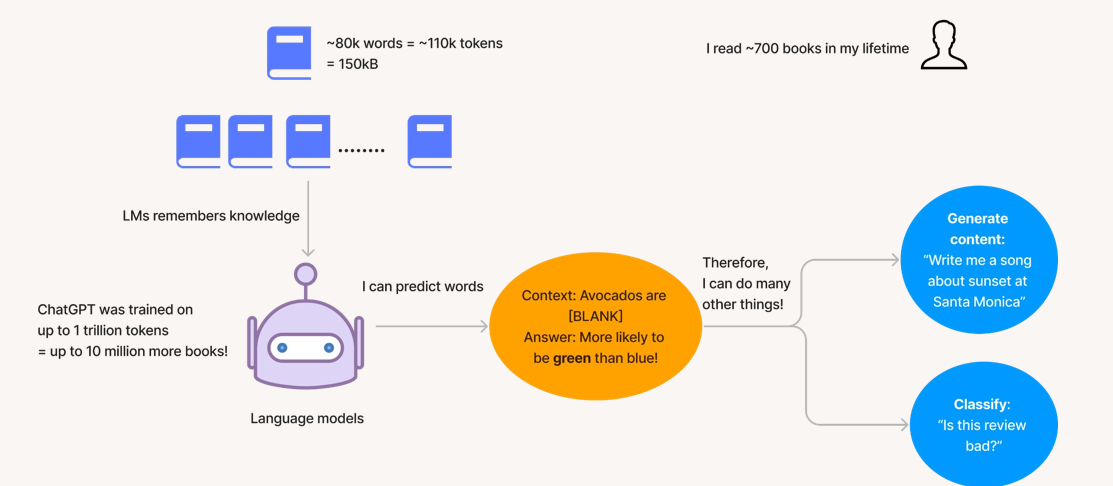 ~80k words = ~110k tokens
= 150kB
I read ~700 books in my lifetime
LMs remembers knowledge
ChatGPT was trained on
up to 1 trillion tokens
= up to 10 million more books!
Language models
I can predict words
Context: Avocados are
[BLANK]
Answer: More likely to
be green than blue!
Therefore,
I can do many
other things!
Generate
content:
“Write me a song
about sunset at
Santa Monica”
Classify:
“Is this review
bad?”